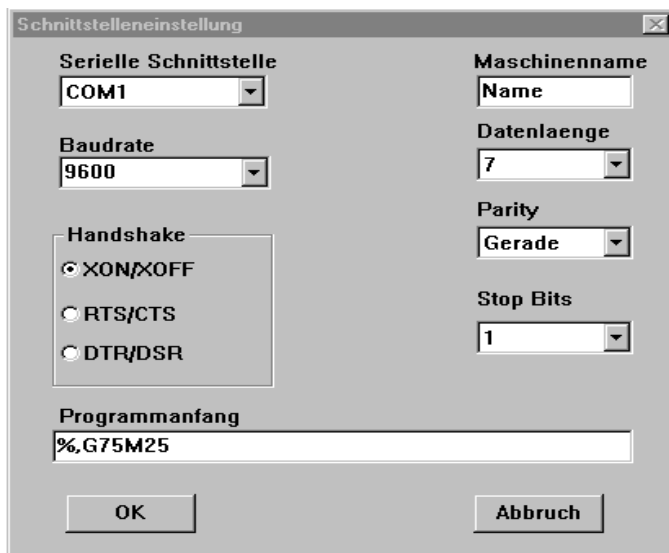 Schnittstelleneinstellung
Serielle Schnittstelle
COM1
Maschinenname
Name
Baudrate
9600
Datenlaenge
7
Parity
Gerade
Handshake
XON/XOFF
RTS/CTS
DTR/DSR
Stop Bits
1
Programmanfang
%,G75M25
OK
Abbruch